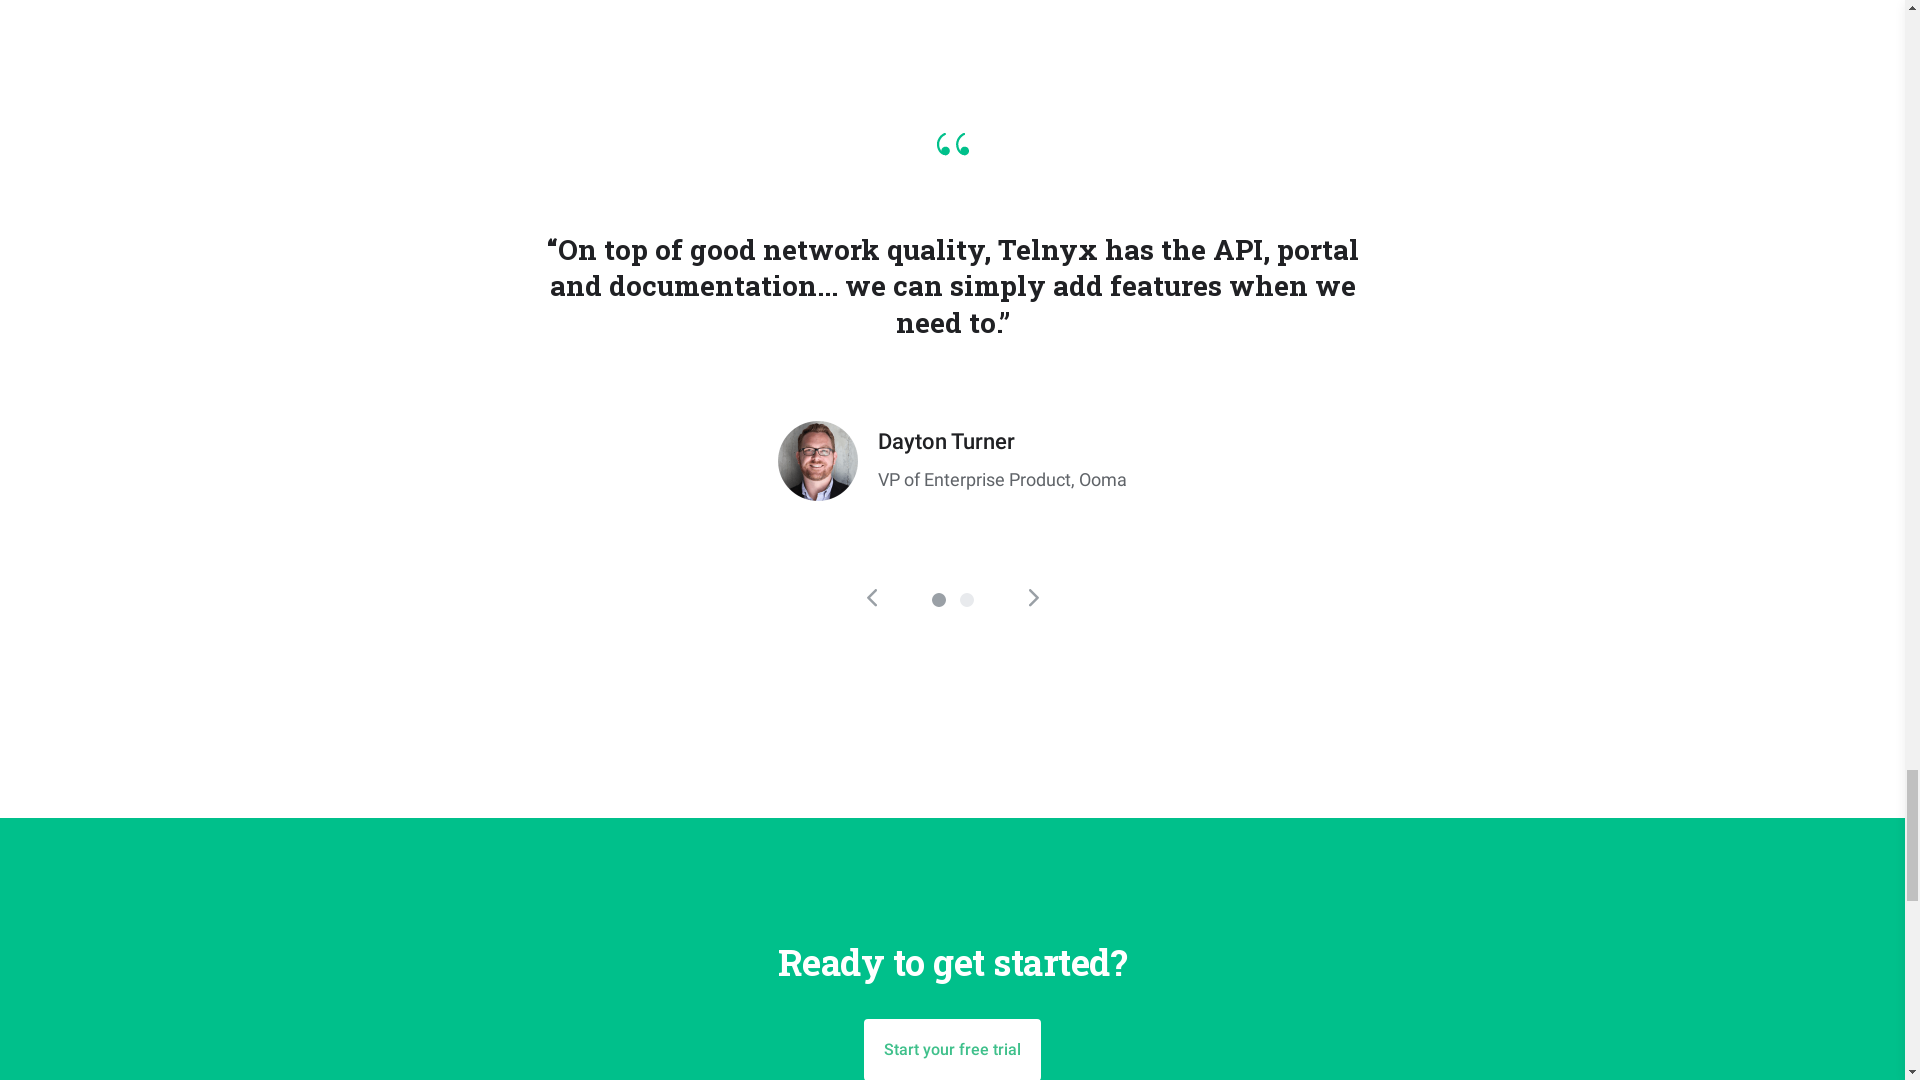 “
“On top of good network quality, Telnyx has the API, portal
and documentation... we can simply add features when we
need to.”
Dayton Turner
VP of Enterprise Product, Ooma
Ready to get started?
Start your free trial